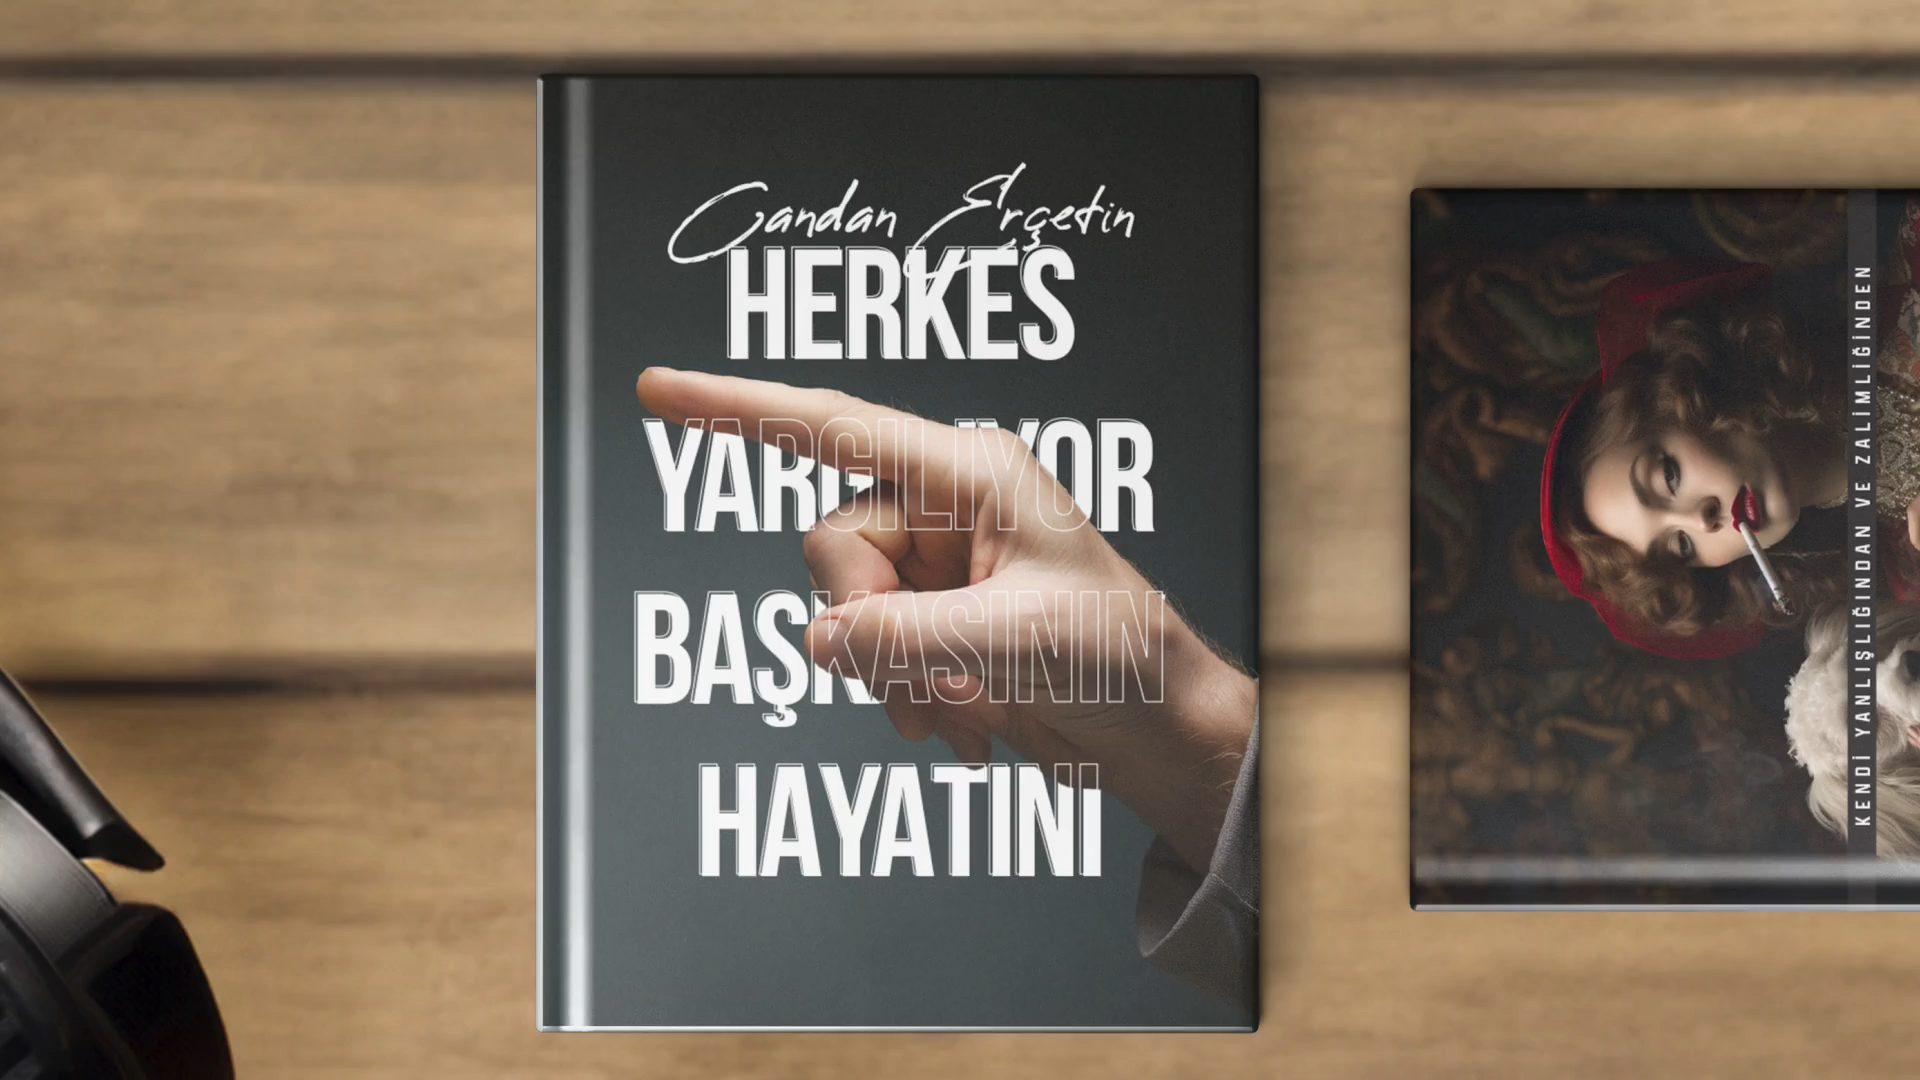 Candan Erçetin
HERKES
YARGILIYOR
BAŞKASININ
HAYATINI
KENDİ YANLIŞLIĞINDAN VE ZALİMLİĞİNDEN